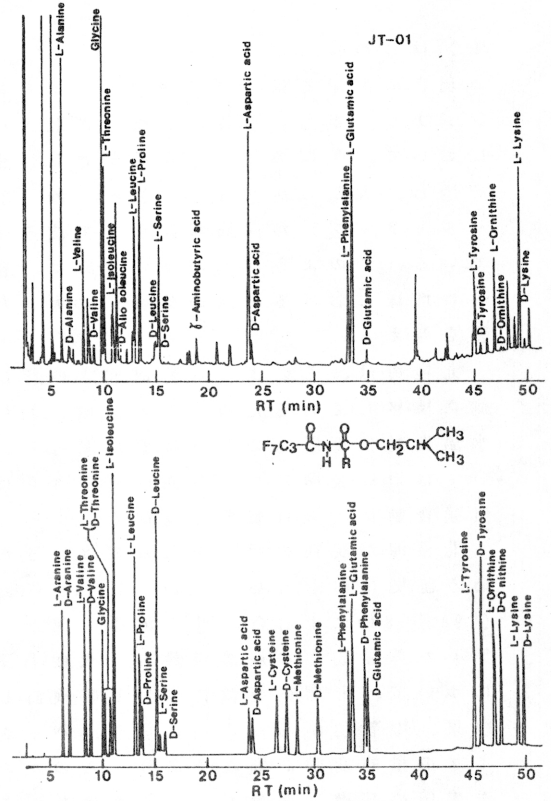 JT-01
L-Alanine
D-Alanine
L-Valine
D-Valine
Glycine
L-Threonine
L-Isoleucine
D-Allo isoleucine
L-Leucine
L-Proline
D-Leucine
L-Serine
D-Serine
γ-Aminobutyric acid
L-Aspartic acid
D-Aspartic acid
L-Phenylalanine
L-Glutamic acid
D-Glutamic acid
L-Tyrosine
D-Tyrosine
L-Ornithine
D-Ornithine
L-Lysine
D-Lysine
5 10 15 20 25 30 35 40 45 50
RT (min)
O O
F7C3-C-N-C-C-O-CH2CH
H R
CH3
CH3
L-Aranine
D-Aranine
L-Valine
D-Valine
Glycine
L-Threonine
D-Threonine
L-Isoleucine
L-Leucine
L-Proline
D-Proline
D-Leucine
L-Serine
D-Serine
L-Aspartic acid
D-Aspartic acid
L-Cysteine
D-Cysteine
L-Methionine
D-Methionine
L-Phenylalanine
L-Glutamic acid
D-Phenylalanine
D-Glutamic acid
L-Tyrosine
D-Tyrosine
L-Ornithine
D-O nithine
L-Lysine
D-Lysine
5 10 15 20 25 30 35 40 45 50
RT (min)